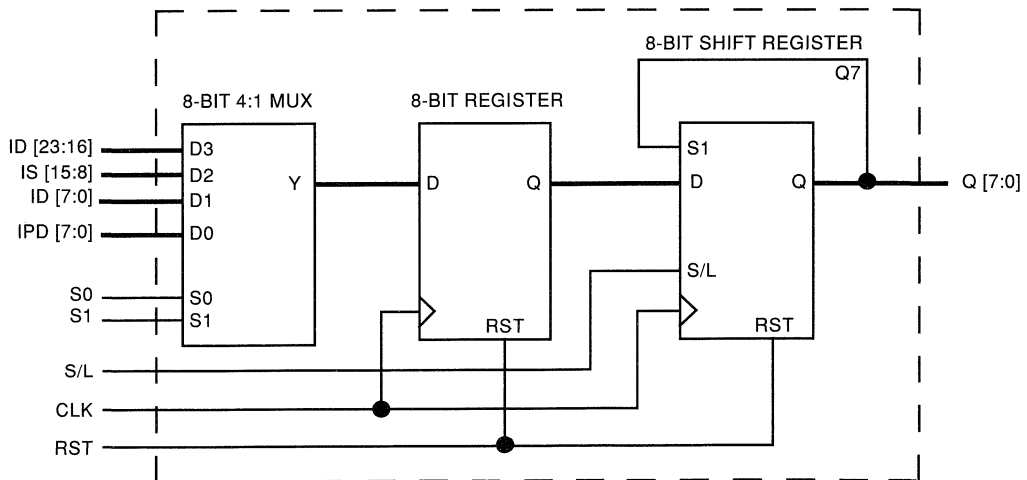 8-BIT SHIFT REGISTER
Q7
8-BIT 4:1 MUX
8-BIT REGISTER
ID [23:16]
D3
S1
IS [15:8]
D2
Y
D
Q
D
Q
Q [7:0]
ID [7:0]
D1
IPD [7:0]
D0
S/L
S0
S0
S1
S1
RST
RST
S/L
CLK
RST